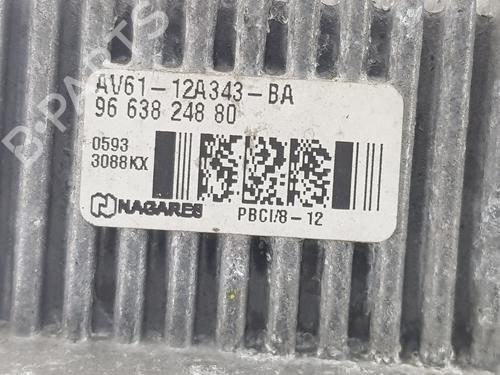 B-PARTS
AV61-12A343-BA
96 638 248 80
0593
3088KX
NAGARES
PBCI/8-12